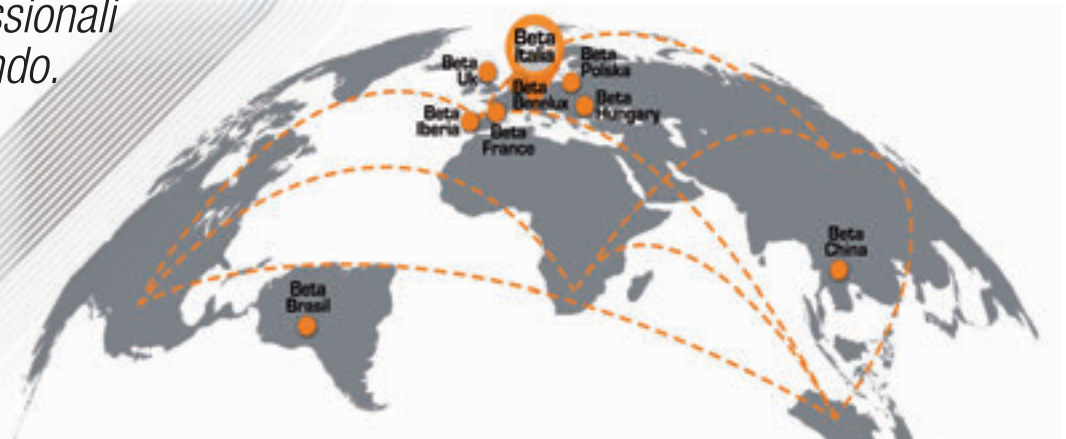 ssionali
ndo.
Beta
Italia
Beta
Uk
Beta
Polska
Beta
Benelux
Beta
Hungary
Beta
Iberia
Beta
France
Beta
China
Beta
Brasil